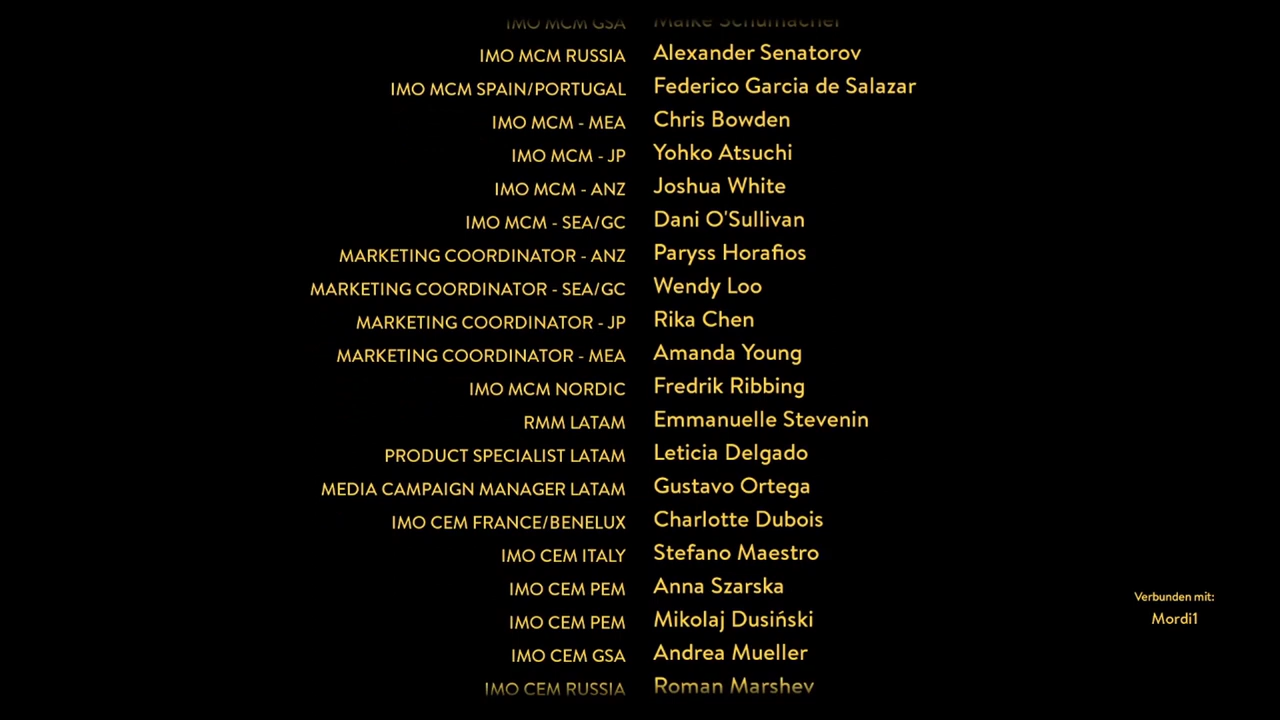 IMO MCM GSA Maike Schumacher
IMO MCM RUSSIA Alexander Senatorov
IMO MCM SPAIN/PORTUGAL Federico Garcia de Salazar
IMO MCM - MEA Chris Bowden
IMO MCM - JP Yohko Atsuchi
IMO MCM - ANZ Joshua White
IMO MCM - SEA/GC Dani O'Sullivan
MARKETING COORDINATOR - ANZ Paryss Horafios
MARKETING COORDINATOR - SEA/GC Wendy Loo
MARKETING COORDINATOR - JP Rika Chen
MARKETING COORDINATOR - MEA Amanda Young
IMO MCM NORDIC Fredrik Ribbing
RMM LATAM Emmanuelle Stevenin
PRODUCT SPECIALIST LATAM Leticia Delgado
MEDIA CAMPAIGN MANAGER LATAM Gustavo Ortega
IMO CEM FRANCE/BENELUX Charlotte Dubois
IMO CEM ITALY Stefano Maestro
IMO CEM PEM Anna Szarska
IMO CEM PEM Mikolaj Dusiński
IMO CEM GSA Andrea Mueller
IMO CEM RUSSIA Roman Marshev
Verbunden mit:
Mordi1